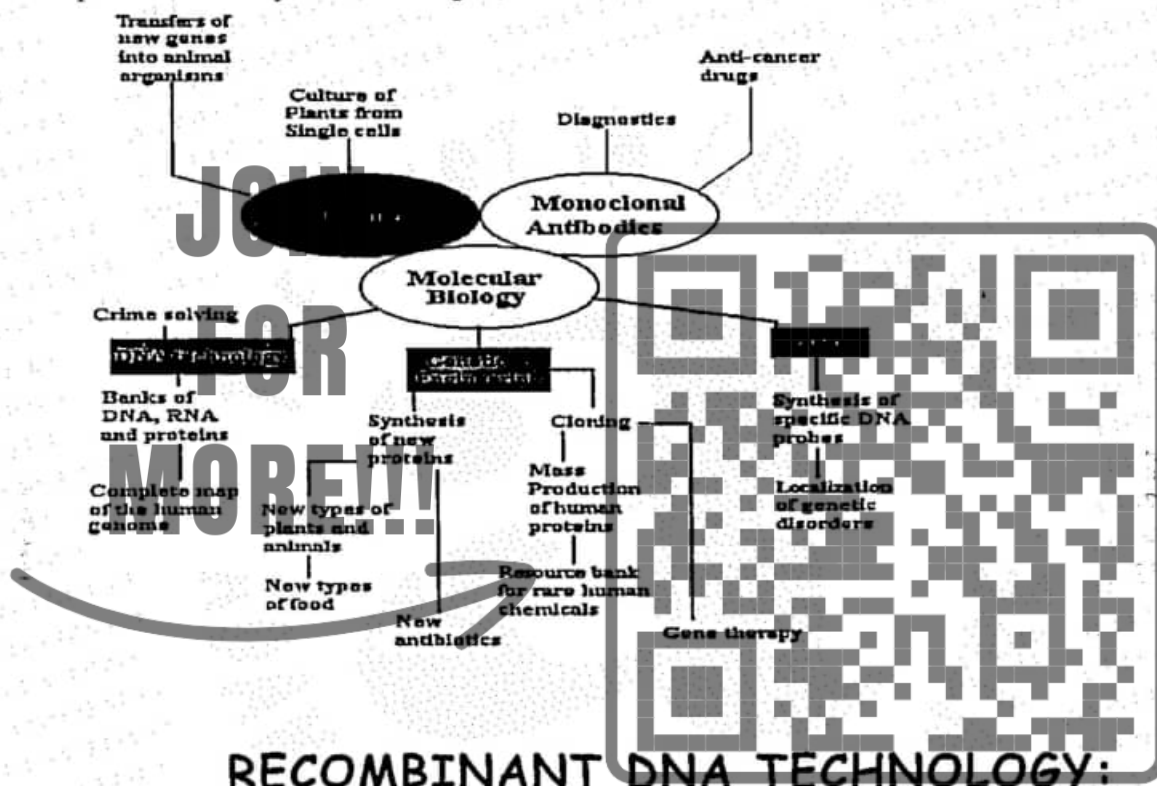 Transfers of
new genes
into animal
organisms
Culture of
Plants from
Single cells
Diagnostics
Anti-cancer
drugs
Monoclonal
Antibodies
Molecular
Biology
Crime solving
DNA Technology
Banks of
DNA, RNA
and proteins
Complete map
of the human
genome
Genetic
Engineering
Synthesis
of new
proteins
New types of
plants and
animals
New types
of food
New
antibiotics
Cloning
Mass
Production
of human
proteins
Resource bank
for rare human
chemicals
Gene therapy
Synthesis of
specific DNA
probes
Localization
of genetic
disorders
JOIN
FOR
MORE!!!
RECOMBINANT DNA TECHNOLOGY: